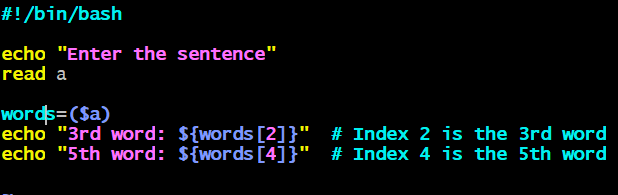 #!/bin/bash
echo "Enter the sentence"
read a
words=($a)
echo "3rd word: ${words[2]}"  # Index 2 is the 3rd word
echo "5th word: ${words[4]}"  # Index 4 is the 5th word